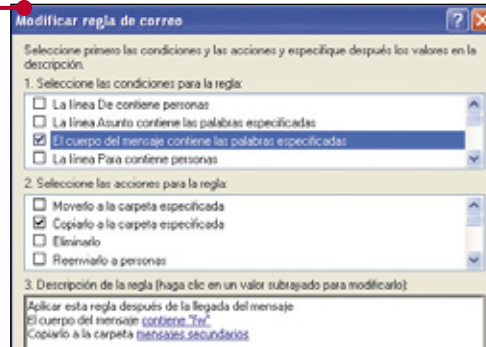 Modificar regla de correo
Seleccione primero las condiciones y las acciones y especifique después los valores en la
descripción.
1. Seleccione las condiciones para la regla:
La línea De contiene personas
La línea Asunto contiene las palabras especificadas
El cuerpo del mensaje contiene las palabras especificadas
La línea Para contiene personas
2. Seleccione las acciones para la regla:
Moverlo a la carpeta especificada
Copiarlo a la carpeta especificada
Eliminarlo
Reenviarlo a personas
3. Descripción de la regla (haga clic en un valor subrayado para modificarlo):
Aplicar esta regla después de la llegada del mensaje
El cuerpo del mensaje contiene "fw"
Copiarlo a la carpeta mensajes secundarios